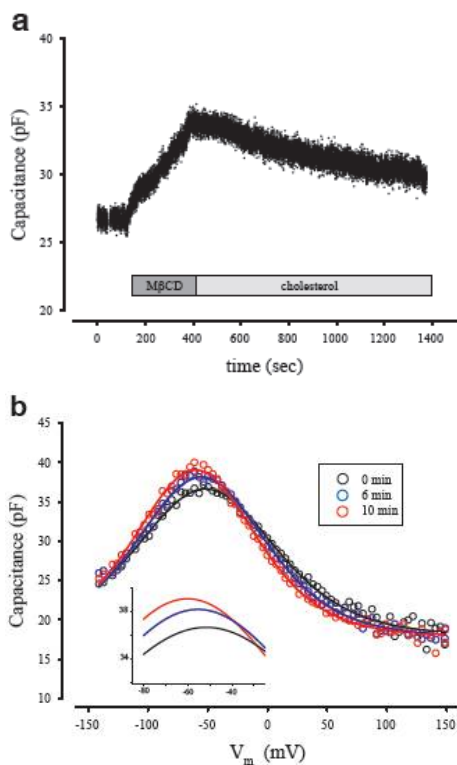 a
40
35
30
25
20
Capacitance (pF)
MβCD
cholesterol
0 200 400 600 800 1000 1200 1400
time (sec)
b
45
40
35
30
25
20
15
10
Capacitance (pF)
0 min
6 min
10 min
38
34
-80 -60 -40
-150 -100 -50 0 50 100 150
Vm (mV)